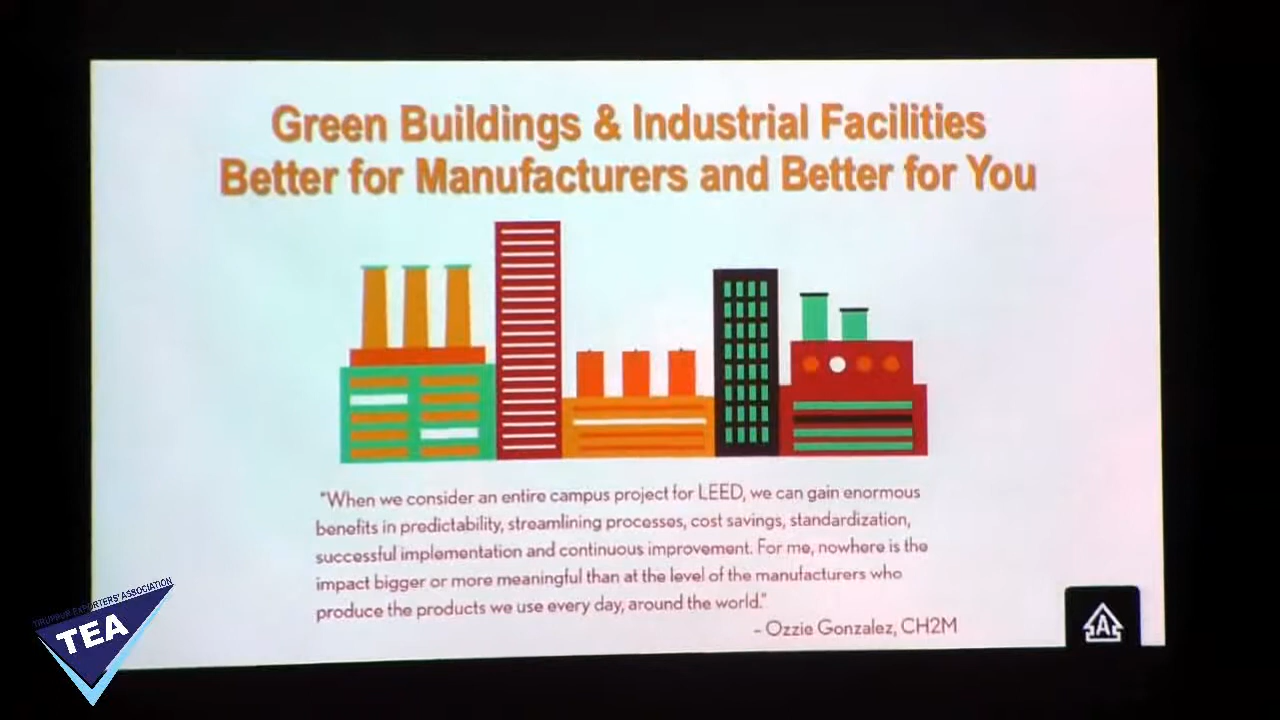 Green Buildings & Industrial Facilities
Better for Manufacturers and Better for You
"When we consider an entire campus project for LEED, we can gain enormous
benefits in predictability, streamlining processes, cost savings, standardization,
successful implementation and continuous improvement. For me, nowhere is the
impact bigger or more meaningful than at the level of the manufacturers who
produce the products we use every day, around the world."
– Ozzie Gonzalez, CH2M
A
TIRUPPUR EXPORTERS' ASSOCIATION
TEA